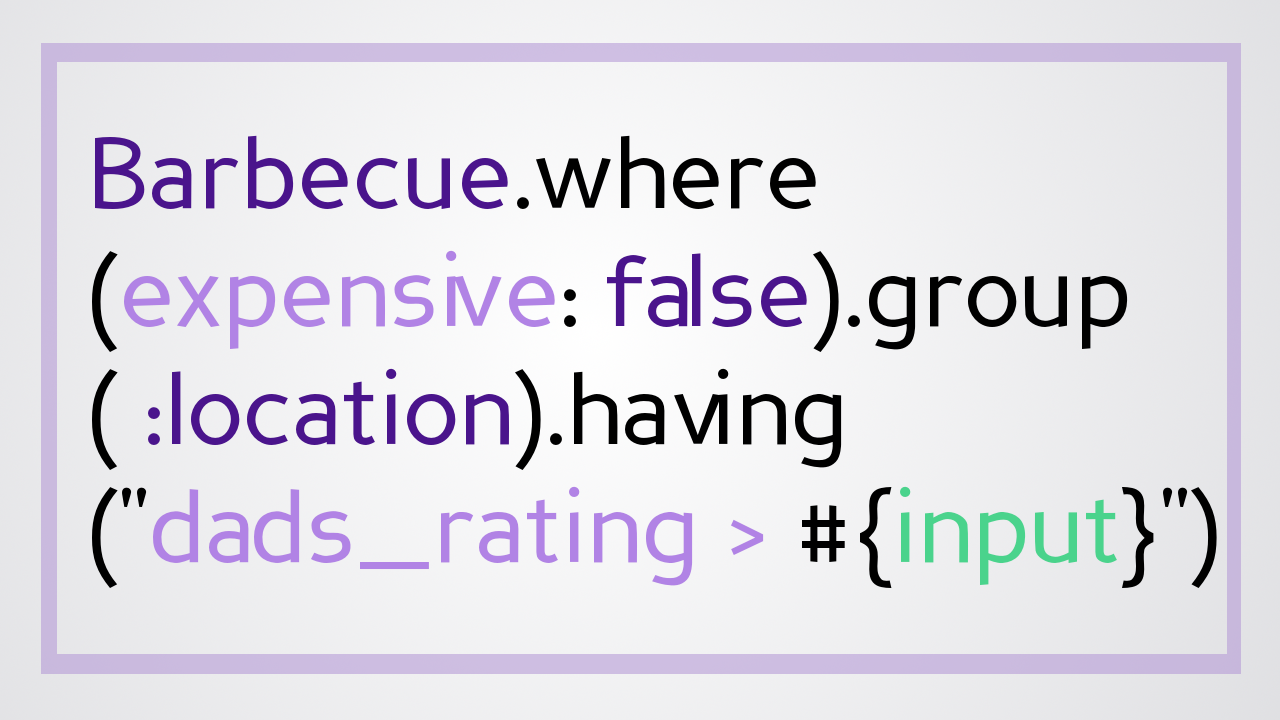 Barbecue.where
(expensive: false).group
( :location).having
("dads_rating > #{input}")